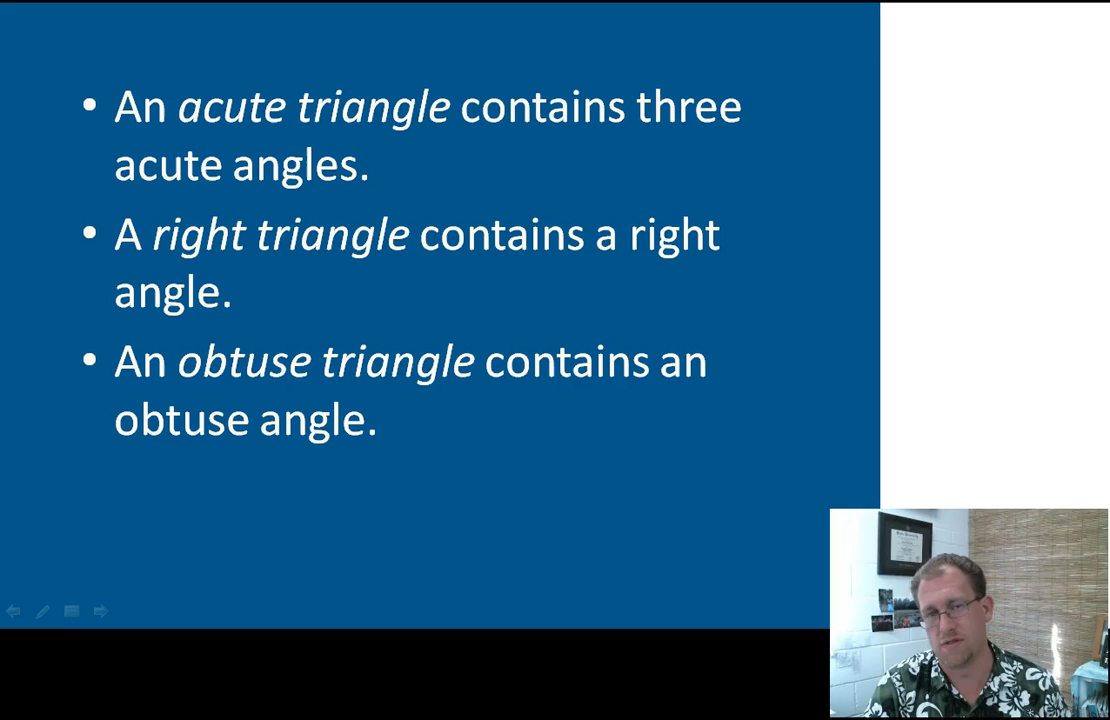 • An acute triangle contains three
acute angles.
• A right triangle contains a right
angle.
• An obtuse triangle contains an
obtuse angle.